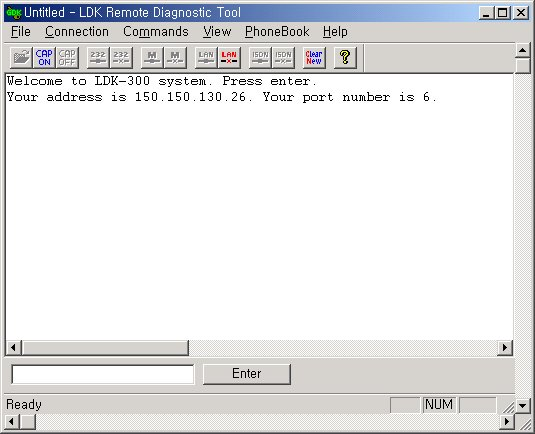 Untitled - LDK Remote Diagnostic Tool
File Connection Commands View PhoneBook Help
CAP ON CAP OFF 232 232 M M LAN LAN ISDN ISDN Clear New ?
Welcome to LDK-300 system. Press enter.
Your address is 150.150.130.26. Your port number is 6.
Enter
Ready NUM